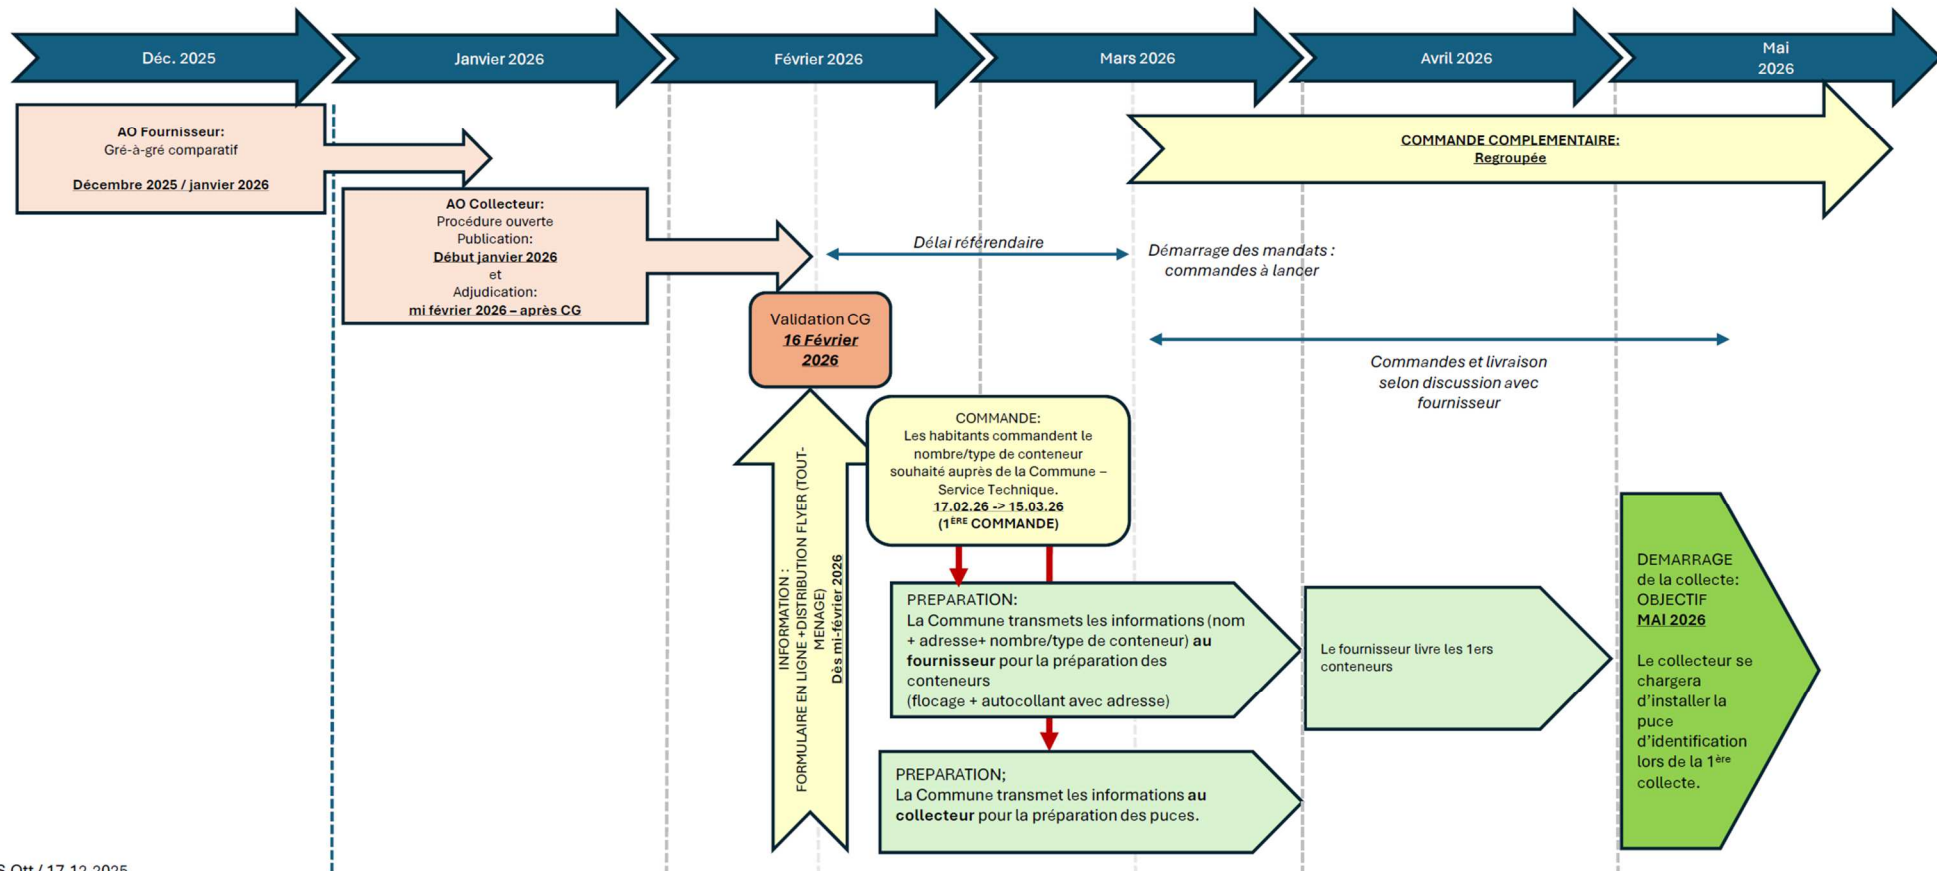 Déc. 2025
Janvier 2026
Février 2026
Mars 2026
Avril 2026
Mai
2026
AO Fournisseur:
Gré-à-gré comparatif
Décembre 2025 / janvier 2026
COMMANDE COMPLEMENTAIRE:
Regroupée
AO Collecteur:
Procédure ouverte
Publication:
Début janvier 2026
et
Adjudication:
mi février 2026 – après CG
Délai référendaire
Démarrage des mandats :
commandes à lancer
Validation CG
16 Février
2026
Commandes et livraison
selon discussion avec
fournisseur
COMMANDE:
Les habitants commandent le
nombre/type de conteneur
souhaité auprès de la Commune –
Service Technique.
17.02.26 -> 15.03.26
(1ÈRE COMMANDE)
INFORMATION :
FORMULAIRE EN LIGNE +DISTRIBUTION FLYER (TOUT-
MENAGE)
Dès mi-février 2026
PREPARATION:
La Commune transmets les informations (nom
+ adresse+ nombre/type de conteneur) au
fournisseur pour la préparation des
conteneurs
(flocage + autocollant avec adresse)
Le fournisseur livre les 1ers
conteneurs
DEMARRAGE
de la collecte:
OBJECTIF
MAI 2026
Le collecteur se
chargera
d'installer la
puce
d'identification
lors de la 1ère
collecte.
PREPARATION;
La Commune transmet les informations au
collecteur pour la préparation des puces.
Ott / 17.12.2025